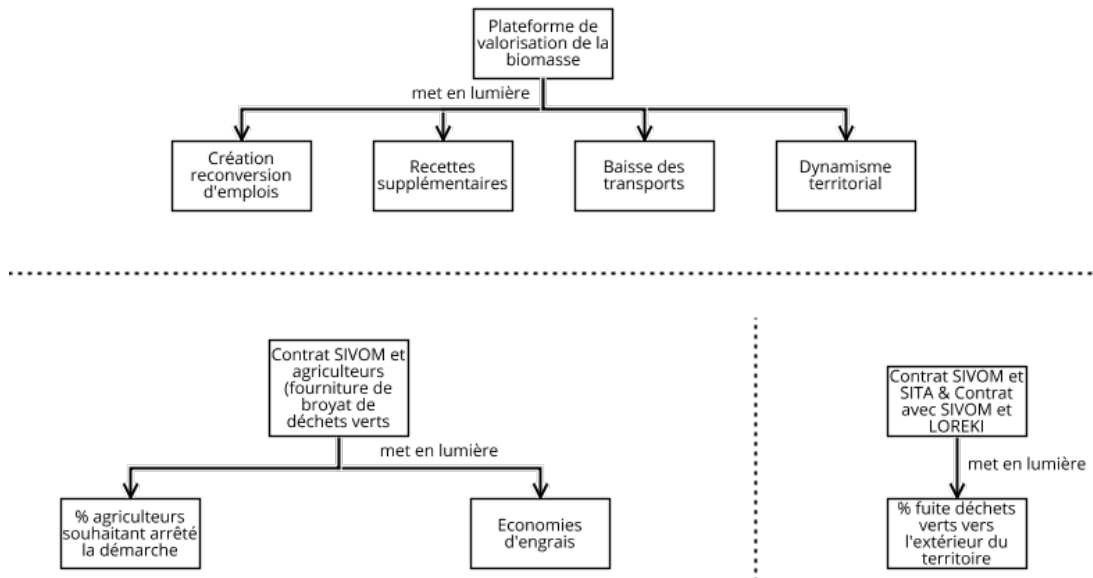 Plateforme de
valorisation de la
biomasse
met en lumière
Création
reconversion
d'emplois
Recettes
supplémentaires
Baisse des
transports
Dynamisme
territorial
Contrat SIVOM et
agriculteurs
(fourniture de
broyat de
déchets verts
met en lumière
% agriculteurs
souhaitant arrêté
la démarche
Economies
d'engrais
Contrat SIVOM et
SITA & Contrat
avec SIVOM et
LOREKI
met en lumière
% fuite déchets
verts vers
l'extérieur du
territoire